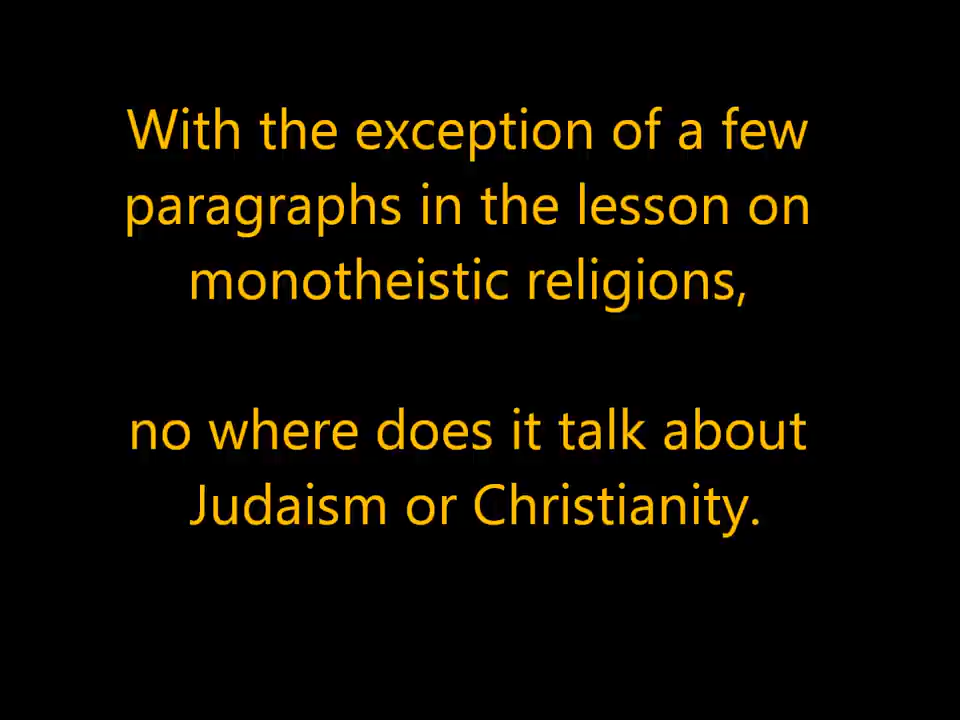 With the exception of a few
paragraphs in the lesson on
monotheistic religions,
no where does it talk about
Judaism or Christianity.